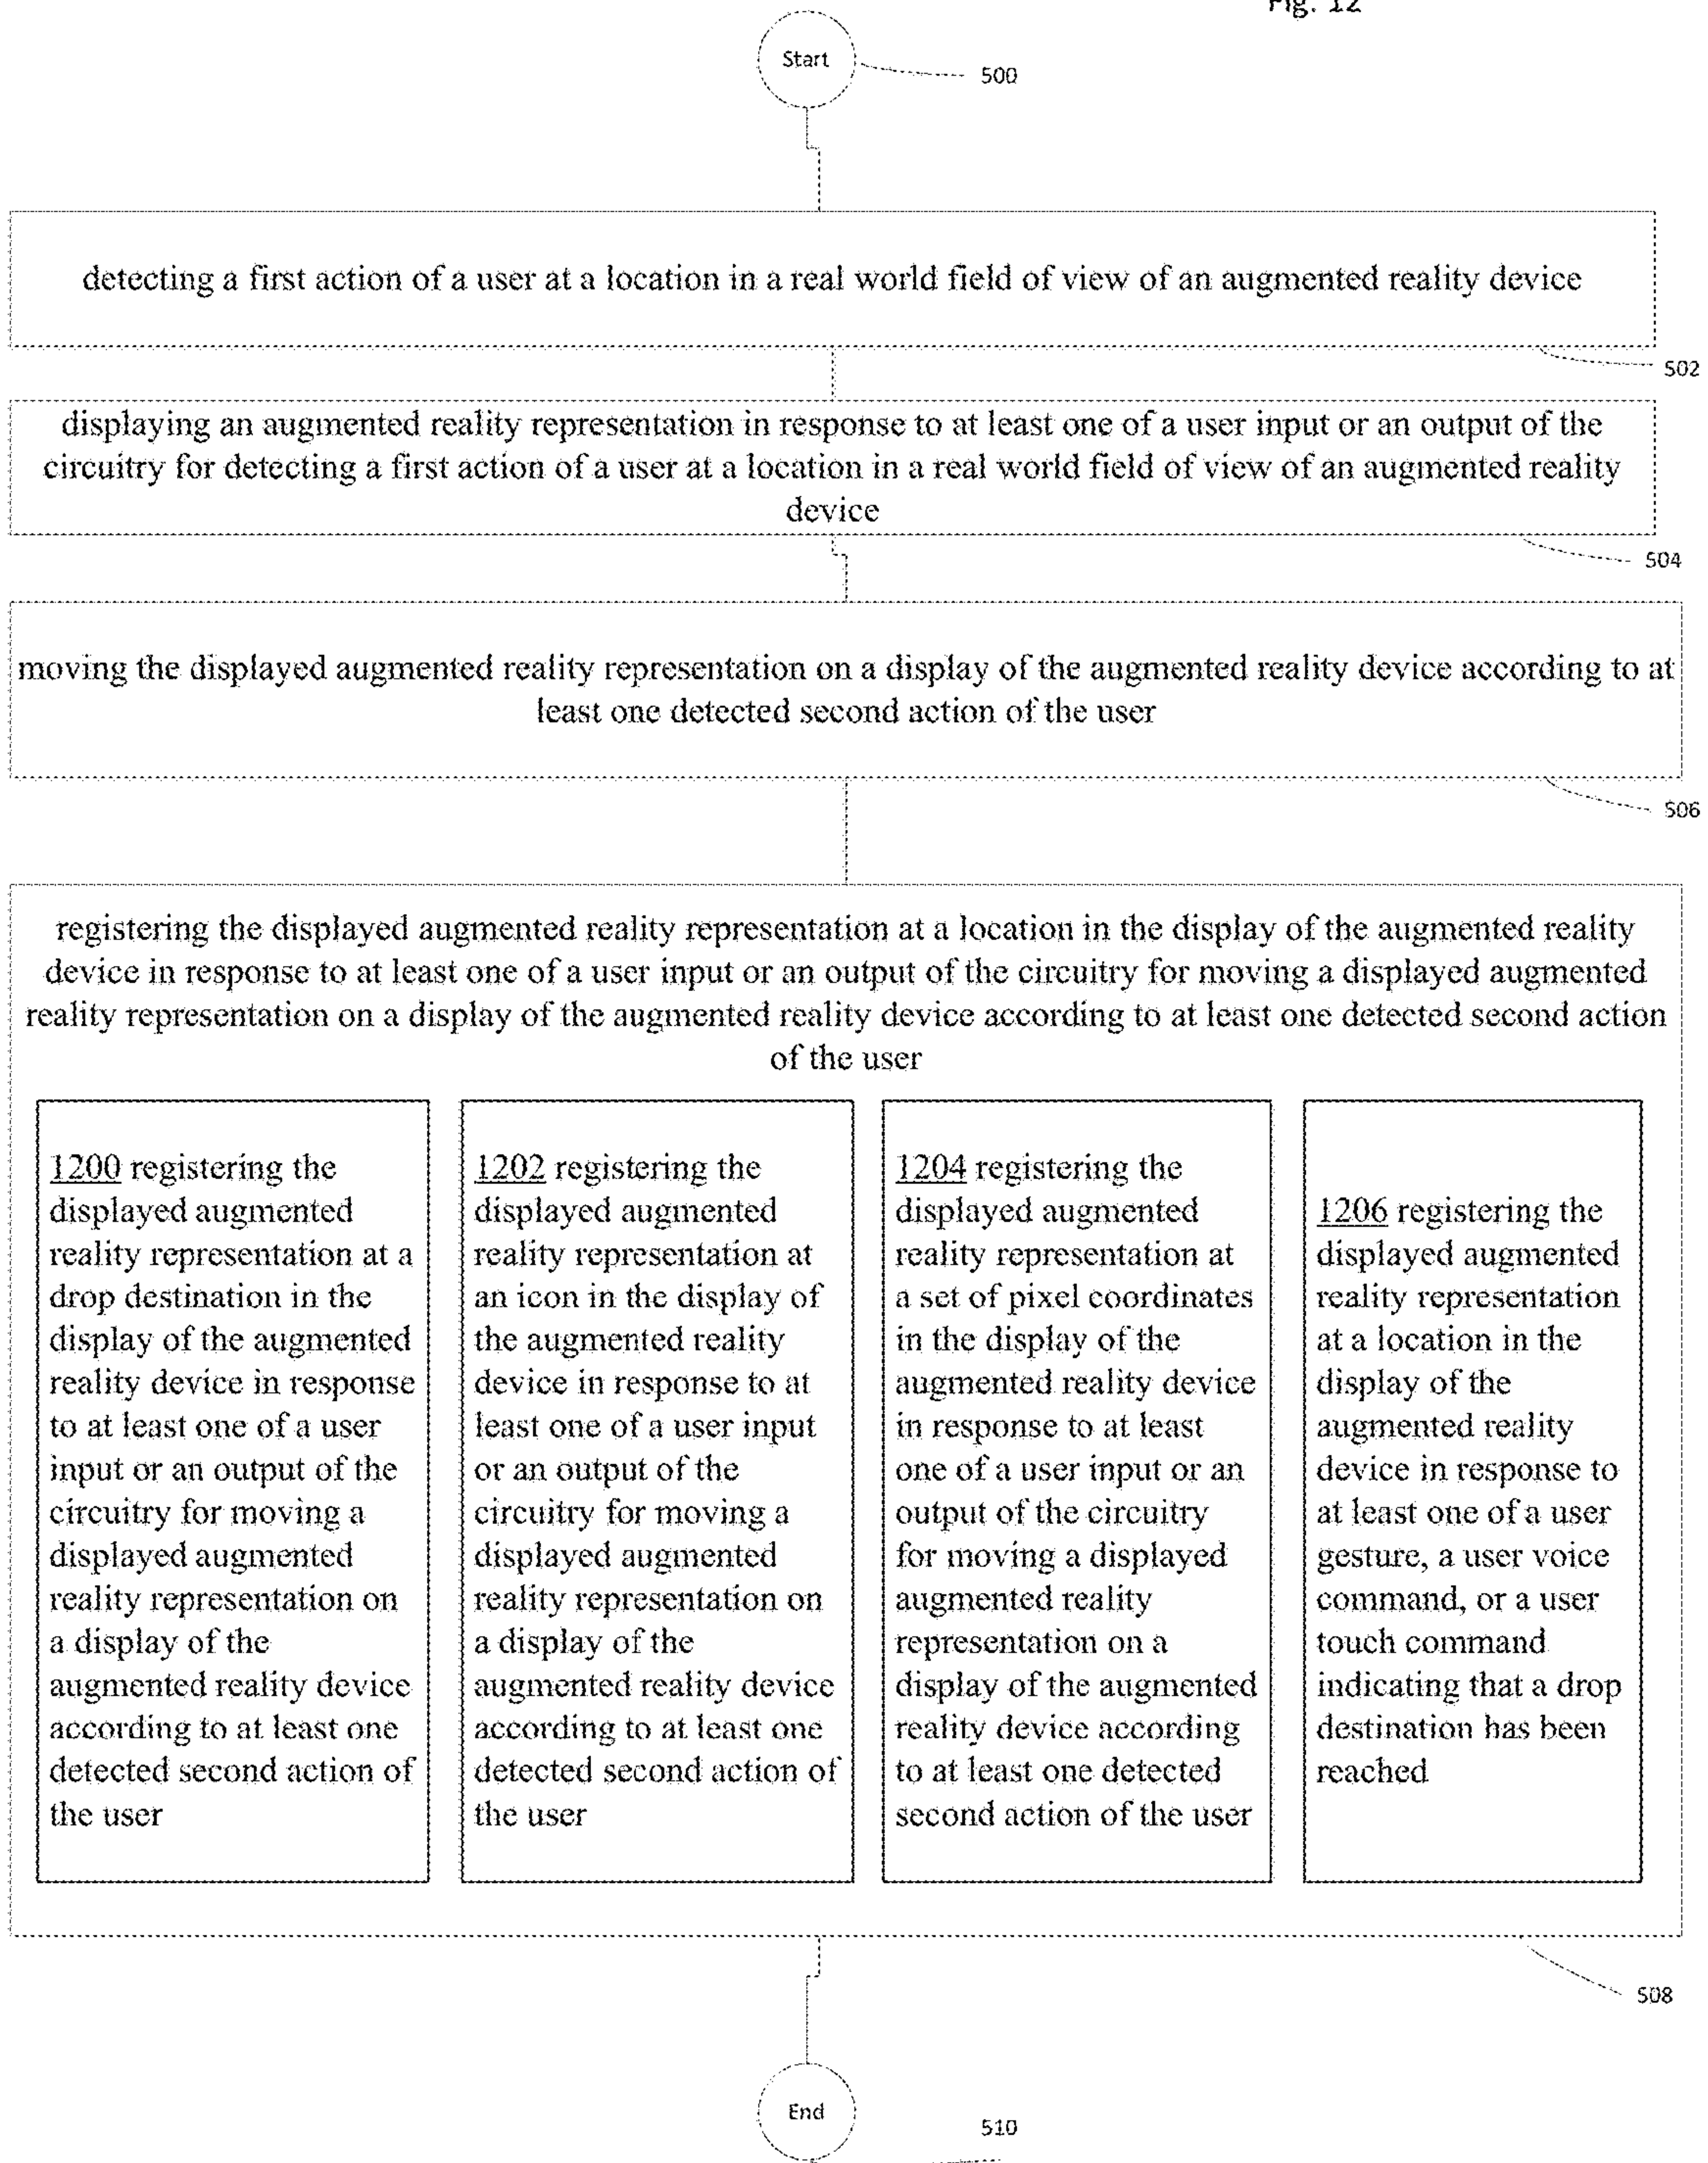 Fig. 12
Start
500
detecting a first action of a user at a location in a real world field of view of an augmented reality device
502
displaying an augmented reality representation in response to at least one of a user input or an output of the
circuitry for detecting a first action of a user at a location in a real world field of view of an augmented reality
device
504
moving the displayed augmented reality representation on a display of the augmented reality device according to at
least one detected second action of the user
506
registering the displayed augmented reality representation at a location in the display of the augmented reality
device in response to at least one of a user input or an output of the circuitry for moving a displayed augmented
reality representation on a display of the augmented reality device according to at least one detected second action
of the user
1200 registering the
displayed augmented
reality representation at a
drop destination in the
display of the augmented
reality device in response
to at least one of a user
input or an output of the
circuitry for moving a
displayed augmented
reality representation on
a display of the
augmented reality device
according to at least one
detected second action of
the user
1202 registering the
displayed augmented
reality representation at
an icon in the display of
the augmented reality
device in response to at
least one of a user input
or an output of the
circuitry for moving a
displayed augmented
reality representation on
a display of the
augmented reality device
according to at least one
detected second action of
the user
1204 registering the
displayed augmented
reality representation at
a set of pixel coordinates
in the display of the
augmented reality device
in response to at least
one of a user input or an
output of the circuitry
for moving a displayed
augmented reality
representation on a
display of the augmented
reality device according
to at least one detected
second action of the user
1206 registering the
displayed augmented
reality representation
at a location in the
display of the
augmented reality
device in response to
at least one of a user
gesture, a user voice
command, or a user
touch command
indicating that a drop
destination has been
reached
508
End
510